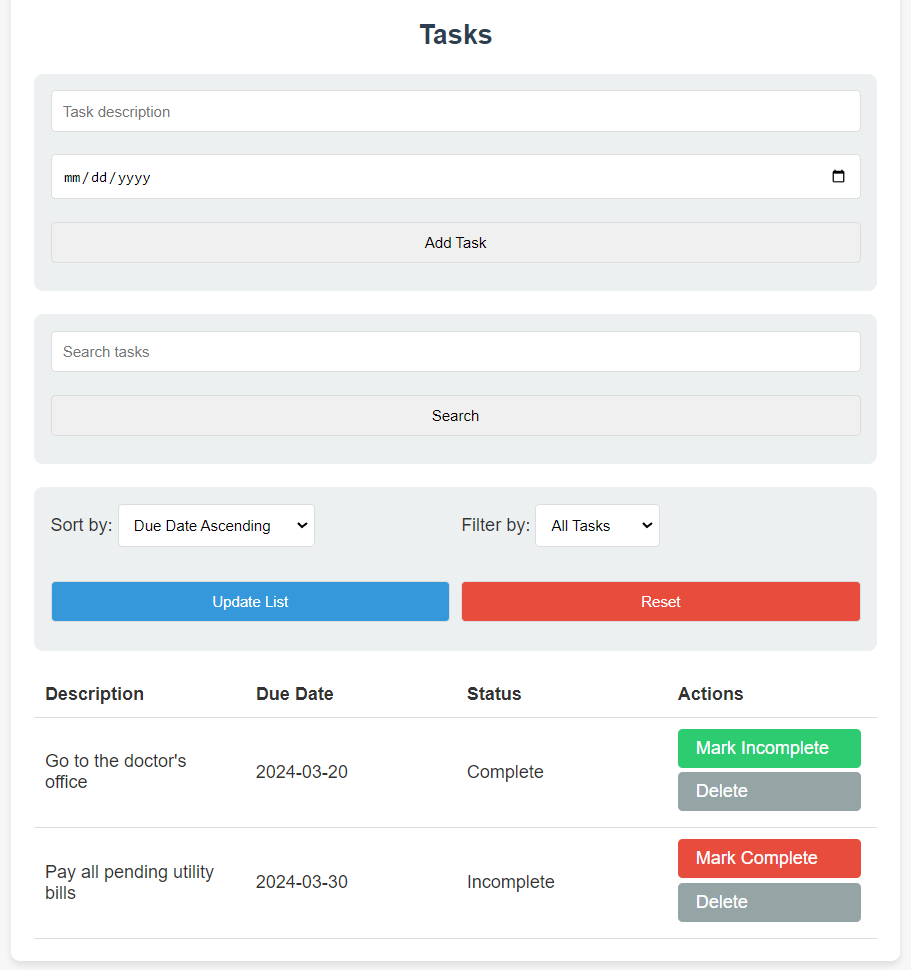 Tasks
Task description
mm/dd/yyyy
Add Task
Search tasks
Search
Sort by: Due Date Ascending Filter by: All Tasks
Update List Reset
Description Due Date Status Actions
Go to the doctor's
office
2024-03-20 Complete
Mark Incomplete
Delete
Pay all pending utility
bills
2024-03-30 Incomplete
Mark Complete
Delete